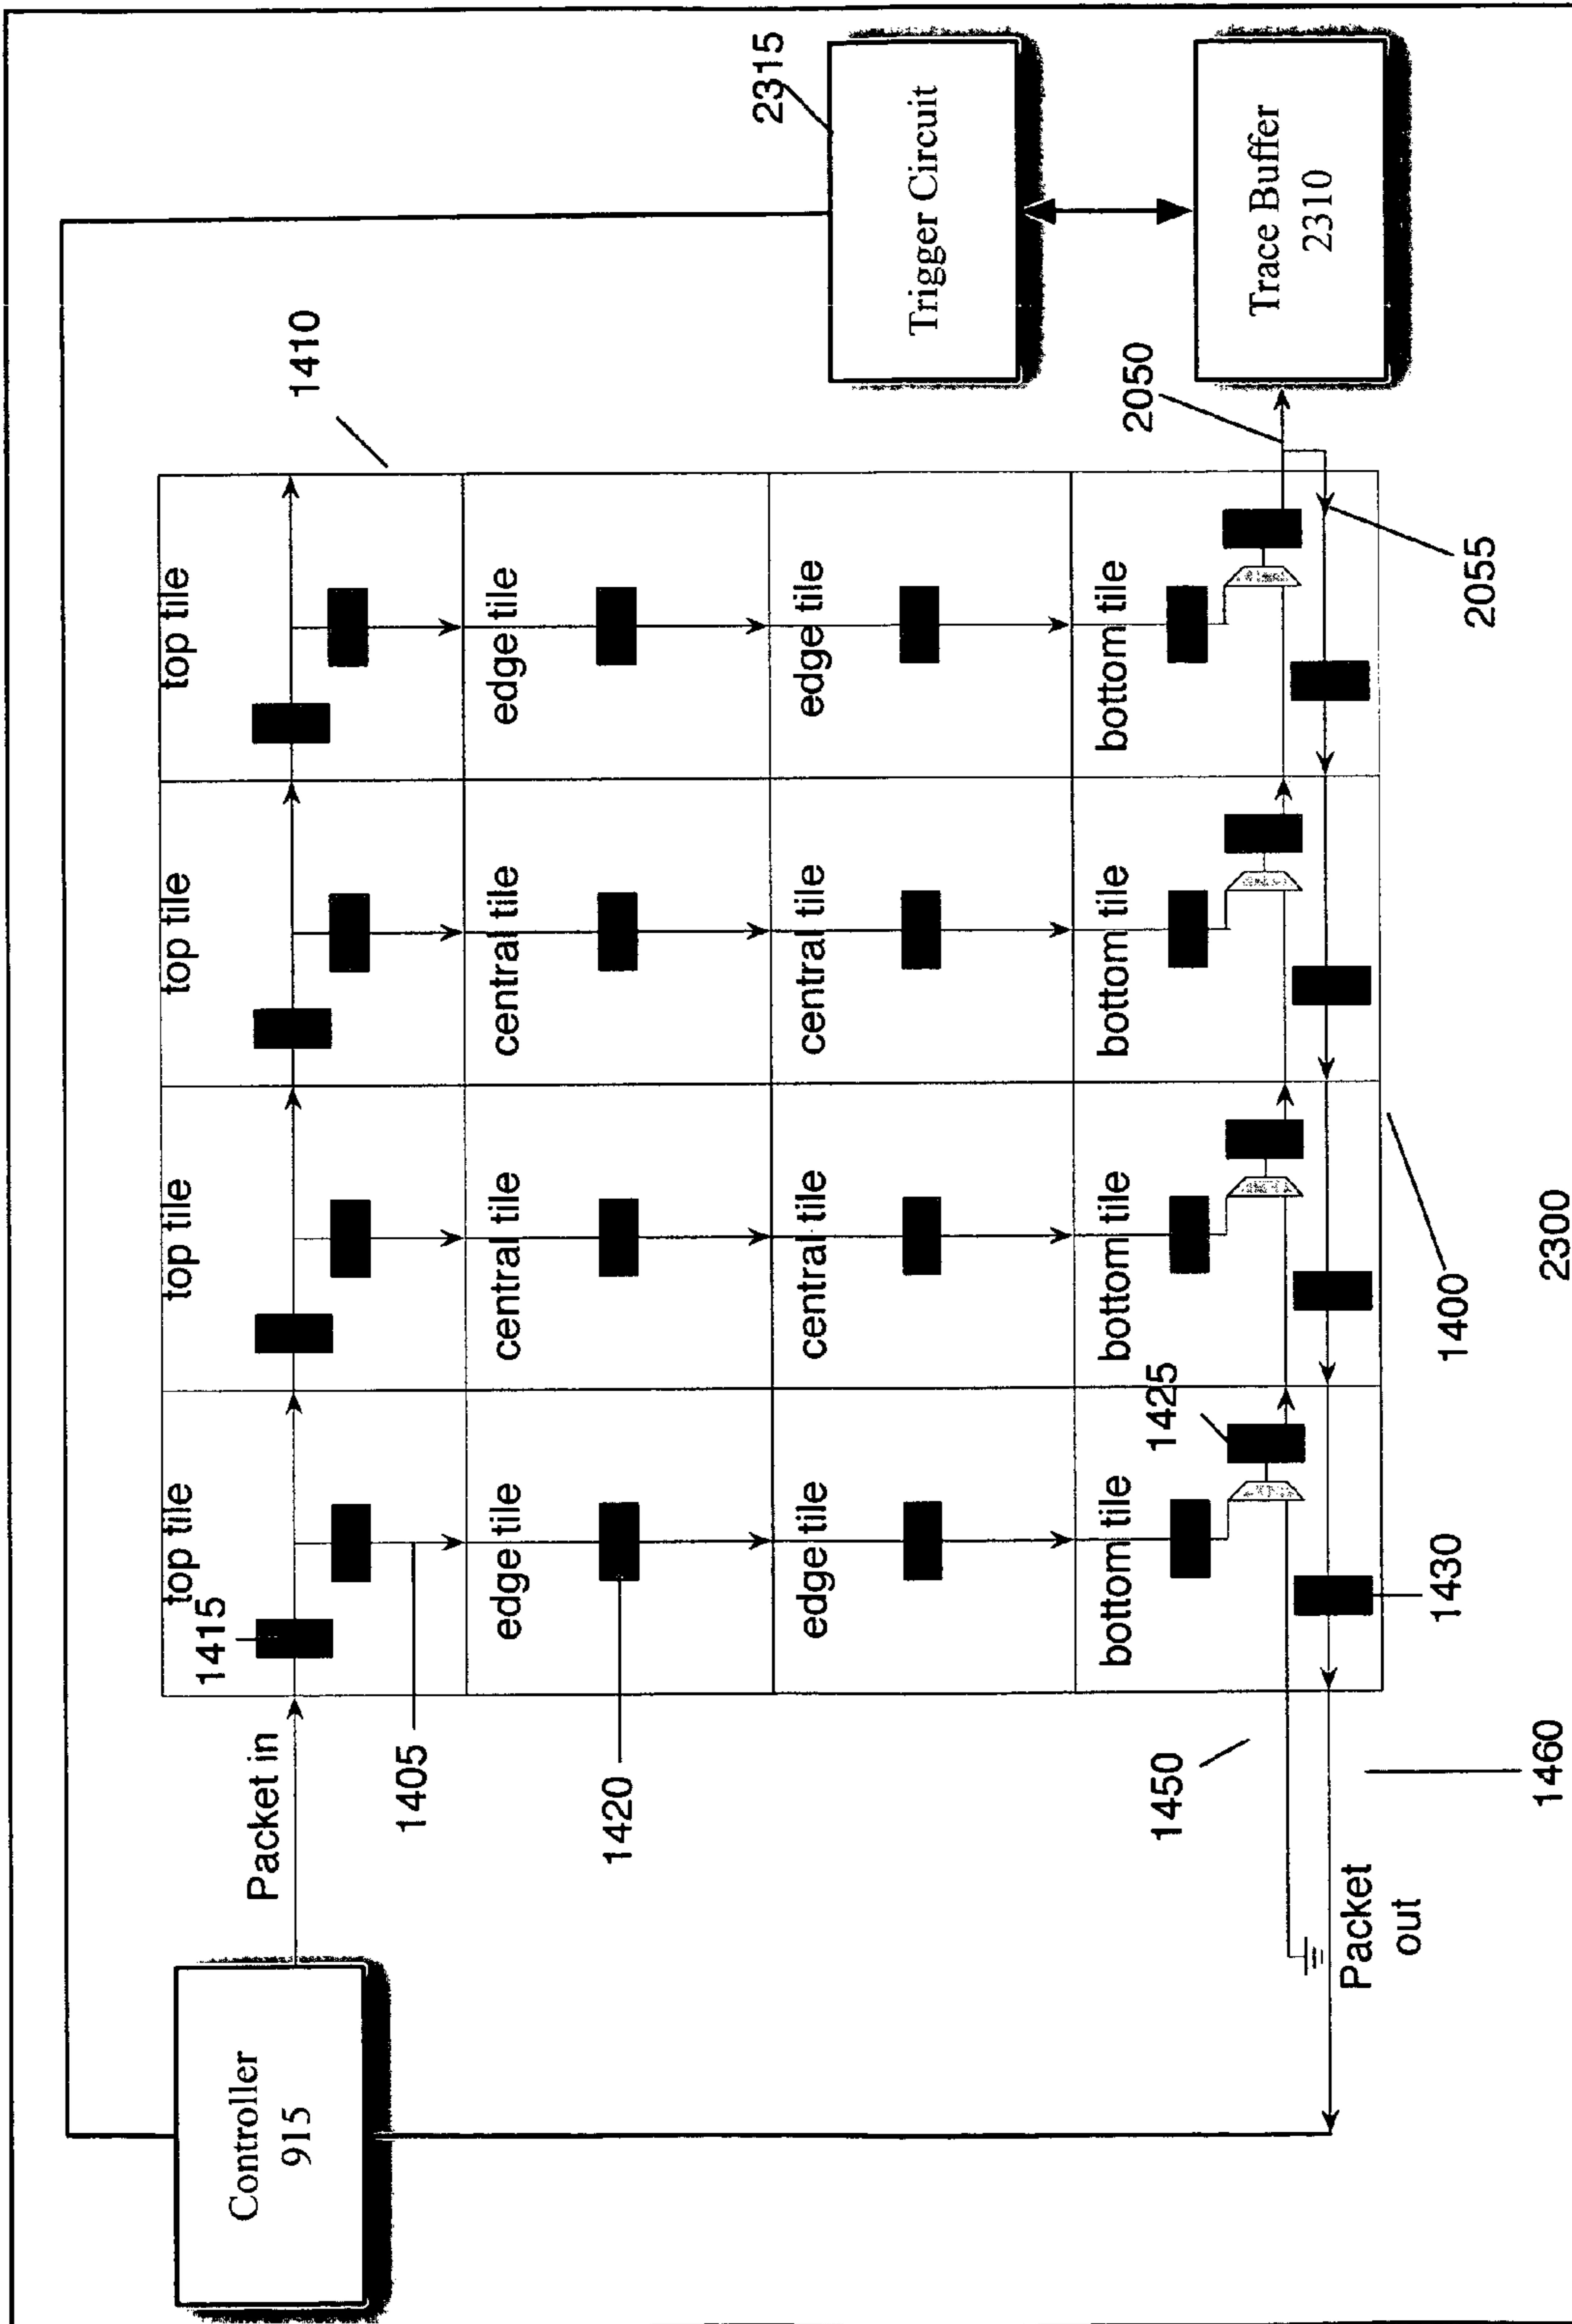 top tile
top tile
top tile
top tile
1415
Controller
915
Packet in
1410
1405
edge tile
central tile
central tile
edge tile
1420
2315
edge tile
central tile
central tile
edge tile
Trigger Circuit
bottom tile
bottom tile
bottom tile
bottom tile
2050
1425
1450
Trace Buffer
2310
Packet
out
1430
1400
2055
1460
2300